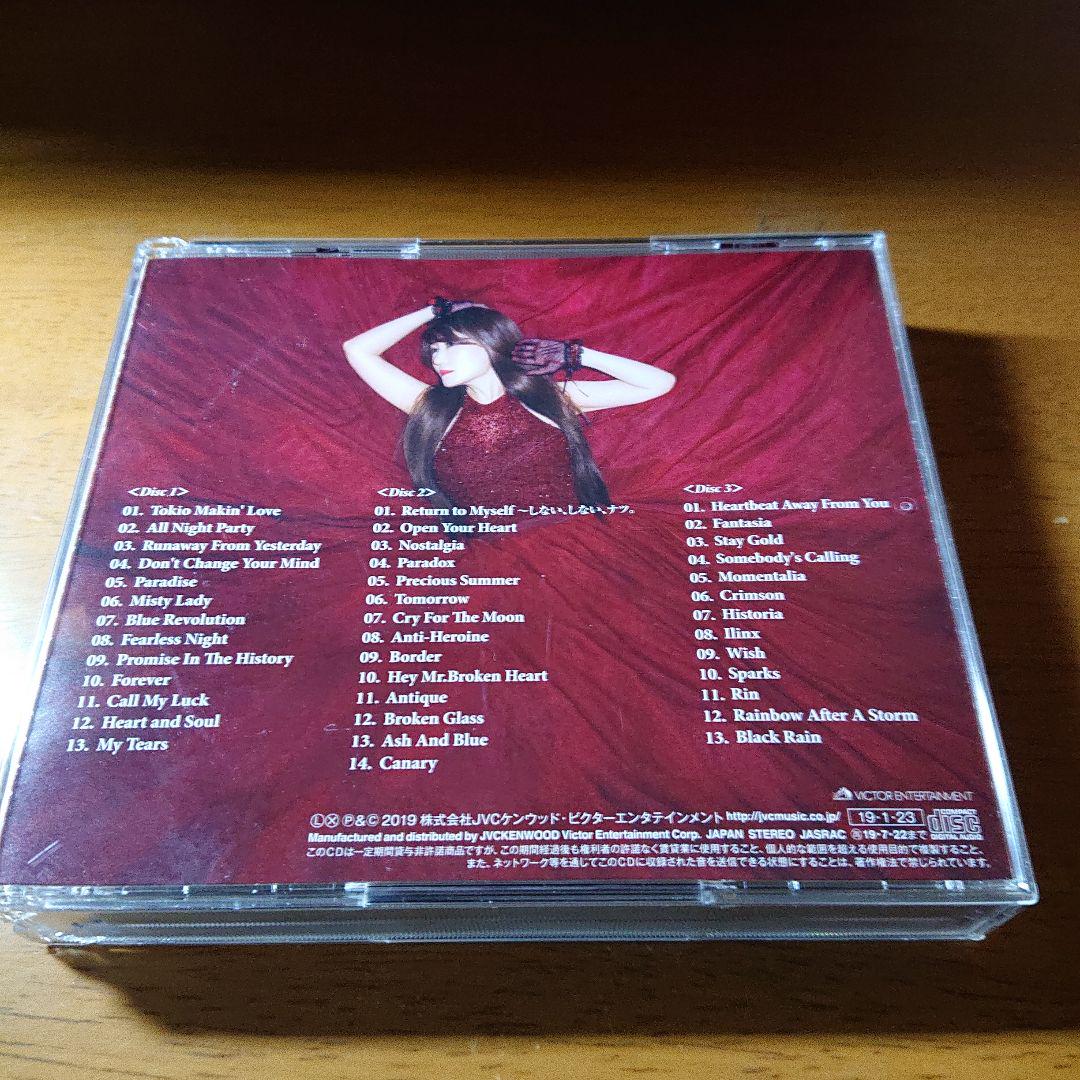 <Disc 1>
01. Tokio Makin' Love
02. All Night Party
03. Runaway From Yesterday
04. Don't Change Your Mind
05. Paradise
06. Misty Lady
07. Blue Revolution
08. Fearless Night
09. Promise In The History
10. Forever
11. Call My Luck
12. Heart and Soul
13. My Tears
<Disc 2>
01. Return to Myself ～しない、しない、ナツ。
02. Open Your Heart
03. Nostalgia
04. Paradox
05. Precious Summer
06. Tomorrow
07. Cry For The Moon
08. Anti-Heroine
09. Border
10. Hey Mr.Broken Heart
11. Antique
12. Broken Glass
13. Ash And Blue
14. Canary
<Disc 3>
01. Heartbeat Away From You
02. Fantasia
03. Stay Gold
04. Somebody's Calling
05. Momentalia
06. Crimson
07. Historia
08. Ilinx
09. Wish
10. Sparks
11. Rin
12. Rainbow After A Storm
13. Black Rain
VICTOR ENTERTAINMENT
Ⓛ Ⓧ Ⓟ&© 2019 株式会社JVCケンウッド・ビクターエンタテインメント http://jvcmusic.co.jp/ 19・1・23
Manufactured and distributed by JVCKENWOOD Victor Entertainment Corp. JAPAN STEREO JASRAC 19・7・22まで
COMPACT disc DIGITAL AUDIO
このCDは一定期間貸与非許諾商品ですが、この期間経過後も権利者の許諾なく賃貸業に使用すること、個人的な範囲を超える使用目的で複製すること、
また、ネットワーク等を通じてこのCDに収録された音を送信できる状態にすることは、著作権法で禁じられています。